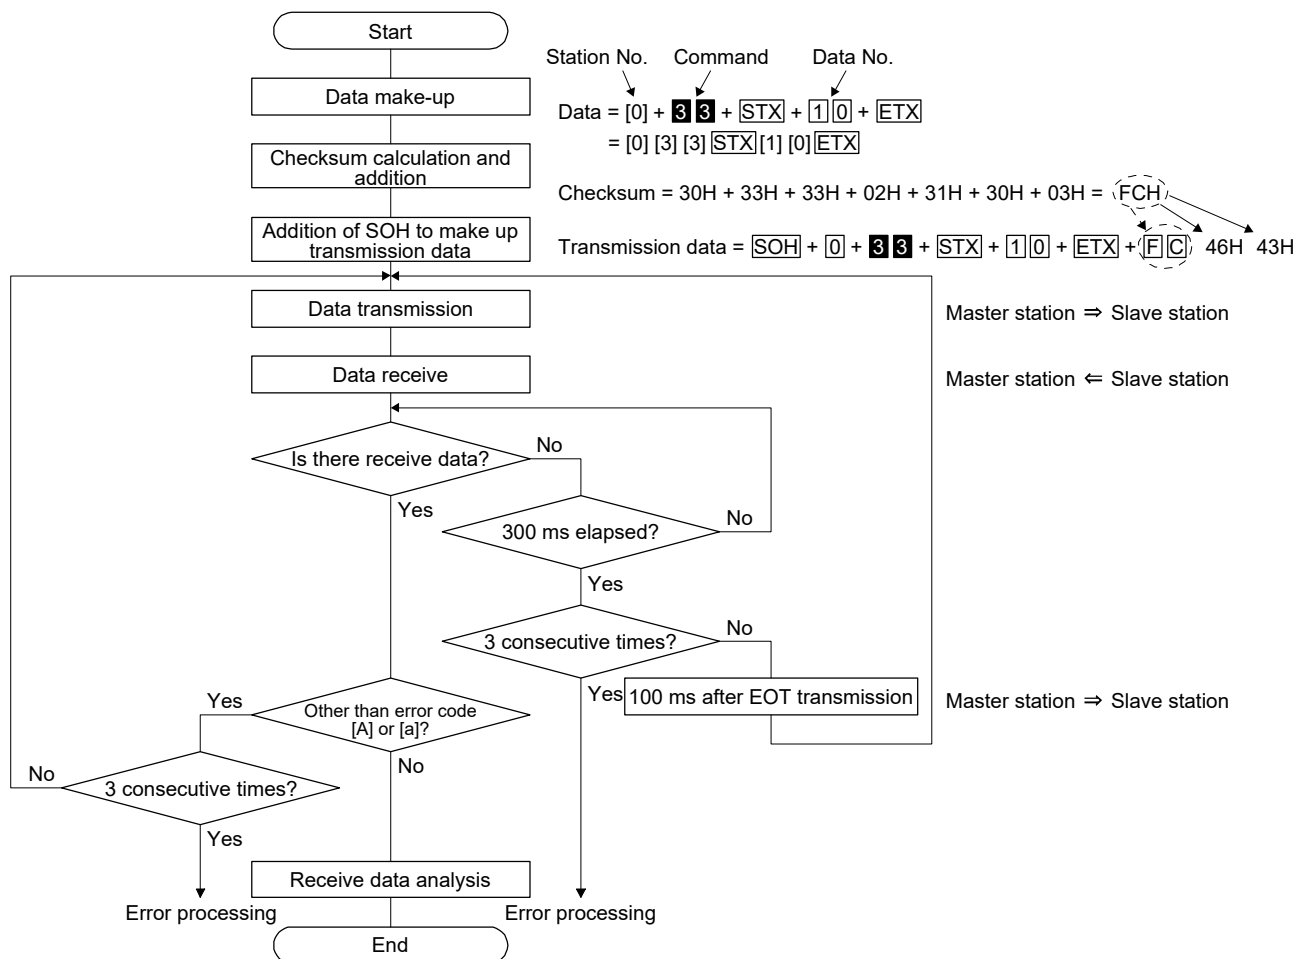 Start
Station No. Command Data No.
Data make-up
Data = [0] + 3 3 + STX + 1 0 + ETX
= [0] [3] [3] STX [1] [0] ETX
Checksum calculation and
addition
Checksum = 30H + 33H + 33H + 02H + 31H + 30H + 03H = FCH
Addition of SOH to make up
transmission data
Transmission data = SOH + 0 + 3 3 + STX + 1 0 + ETX + F C 46H 43H
Data transmission
Master station ⇒ Slave station
Data receive
Master station ⇐ Slave station
Is there receive data?
No
Yes
300 ms elapsed?
No
Yes
3 consecutive times?
No
Yes
100 ms after EOT transmission
Master station ⇒ Slave station
Other than error code
[A] or [a]?
Yes
No
3 consecutive times?
No
Yes
Receive data analysis
Error processing
Error processing
End